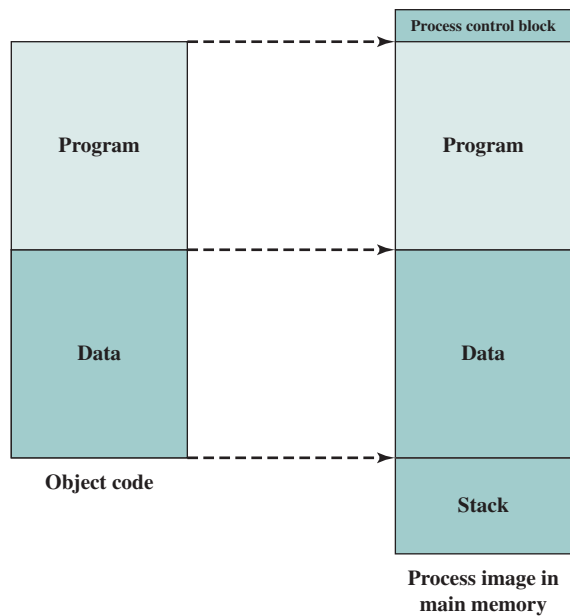 Process control block
Program
Program
Data
Data
Object code
Stack
Process image in
main memory